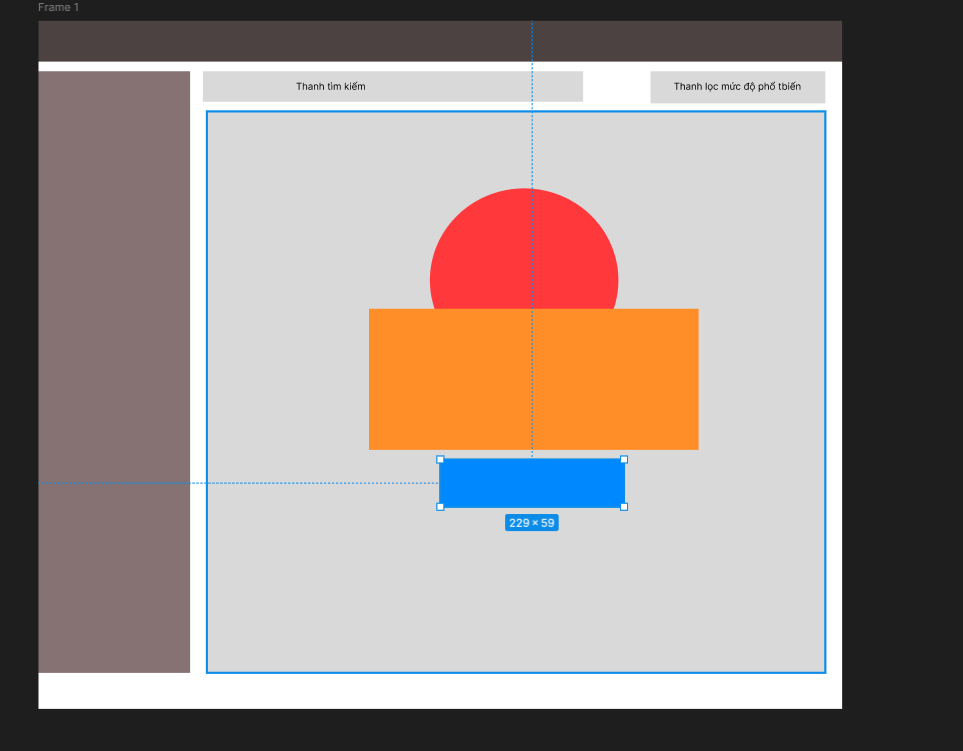 Frame 1
Thanh tìm kiếm
Thanh lọc mức độ phổ tbiến
229 × 59